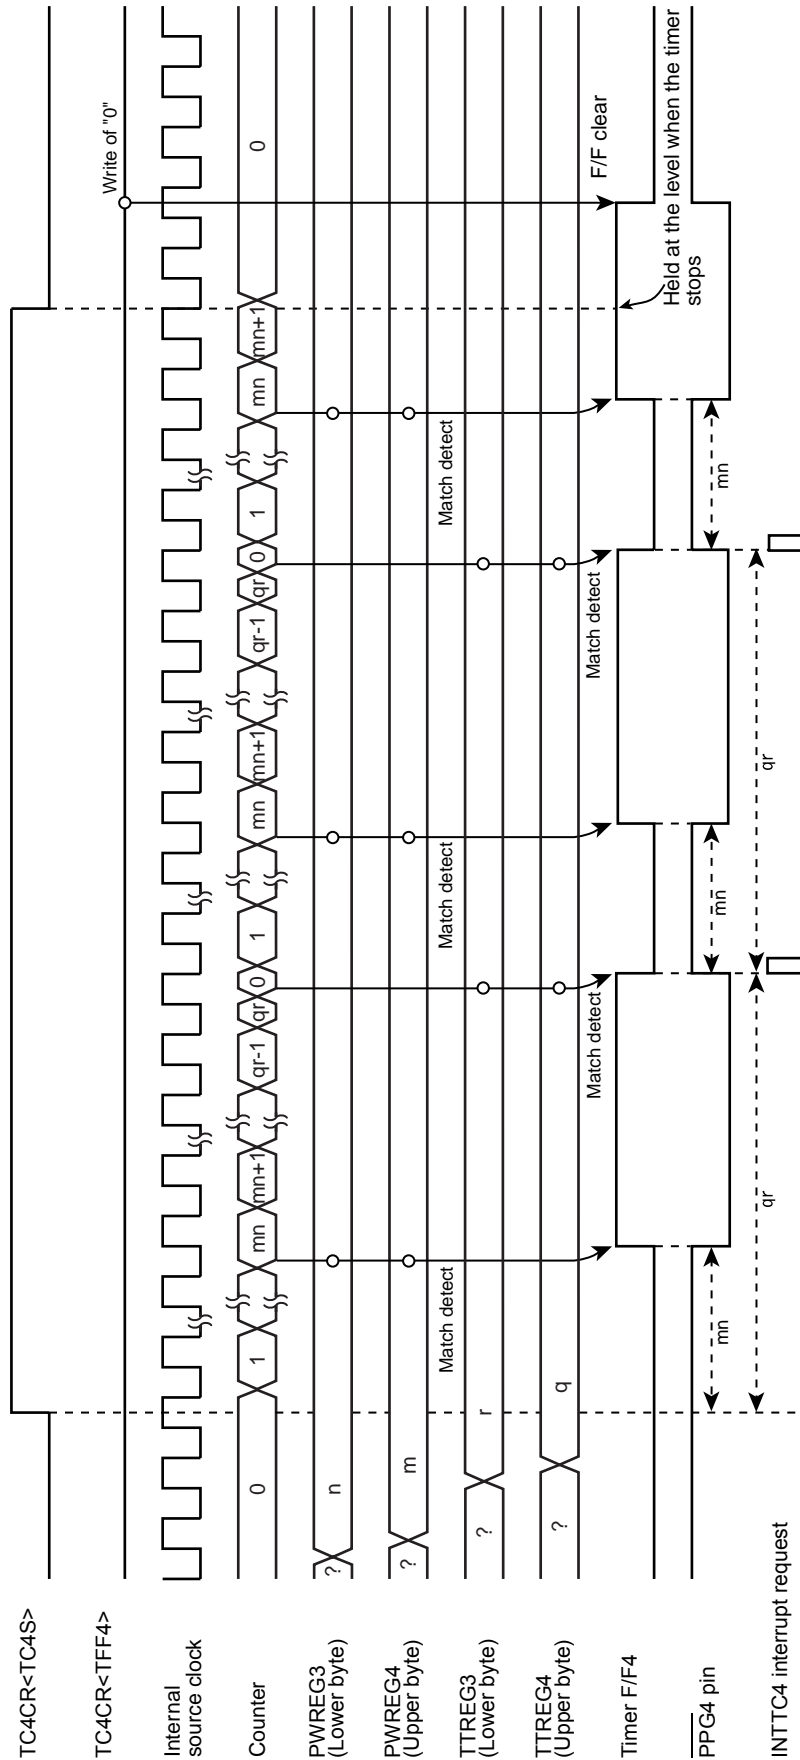 TC4CR<TC4S>
TC4CR<TFF4>
Write of "0"
Internal
source clock
Counter
0
1
mn
mn+1
qr-1
qr
0
1
mn
mn+1
qr-1
qr
0
1
mn
mn+1
0
PWREG3
(Lower byte)
?
n
PWREG4
(Upper byte)
?
m
Match detect
Match detect
Match detect
TTREG3
(Lower byte)
?
r
TTREG4
(Upper byte)
?
q
Match detect
Match detect
F/F clear
Timer F/F4
Held at the level when the timer
stops
PPG4 pin
mn
mn
mn
qr
qr
INTTC4 interrupt request